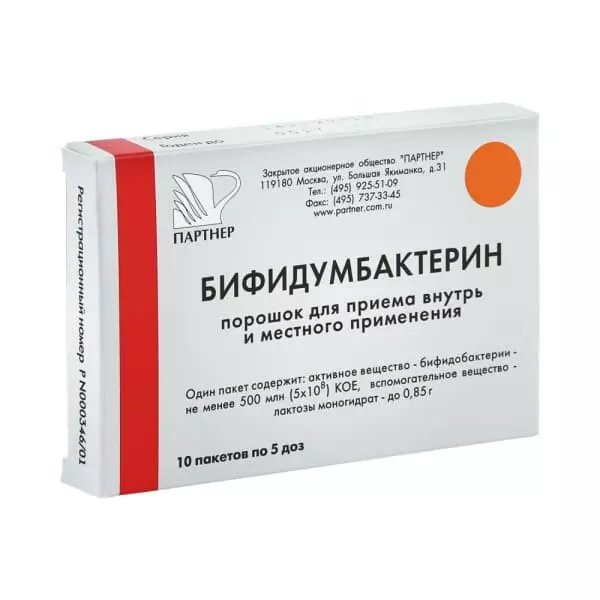 Серия
Годен до
ПАРТНЕР
Закрытое акционерное общество "ПАРТНЕР"
119180 Москва, ул. Большая Якиманка, д.31
Тел.: (495) 925-51-09
Факс: (495) 737-33-45
www.partner.com.ru
БИФИДУМБАКТЕРИН
порошок для приема внутрь
и местного применения
Один пакет содержит: активное вещество - бифидобактерии -
не менее 500 млн (5x10⁸) КОЕ, вспомогательное вещество -
лактозы моногидрат - до 0,85 г
10 пакетов по 5 доз
Регистрационный номер Р N000346/01